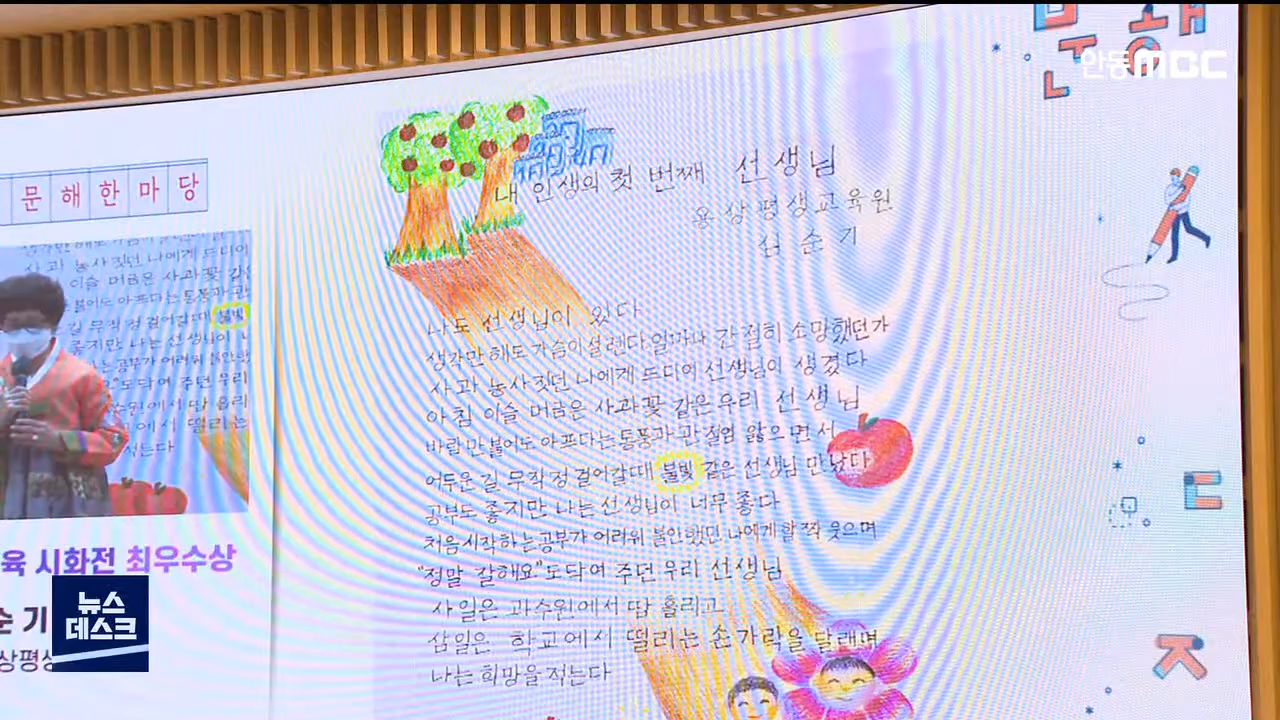 문해
안동MBC
문해한마당
내 인생의 첫 번째 선생님
용상평생교육원
심순기
나도 선생님이 있다
생각만 해도 가슴이 설렌다. 얼마나 간절히 소망했던가
사과 농사 짓던 나에게 드디어 선생님이 생겼다
아침 이슬 머금은 사과꽃 같은 우리 선생님
바람만 불어도 아프다는 통풍과 관절염 앓으면서
어두운 길 무작정 걸어갈 때 불빛 같은 선생님 만났다
공부도 좋지만 나는 선생님이 너무 좋다
처음 시작하는 공부가 어려워 불안했던 나에게 활짝 웃으며
"정말 잘해요" 도닥여 주던 우리 선생님
사일은 과수원에서 땀 흘리고
삼일은 학교에서 떨리는 손가락을 달래며
나는 희망을 적는다
육 시화전 최우수상
순 기
상평생
뉴스
데스크